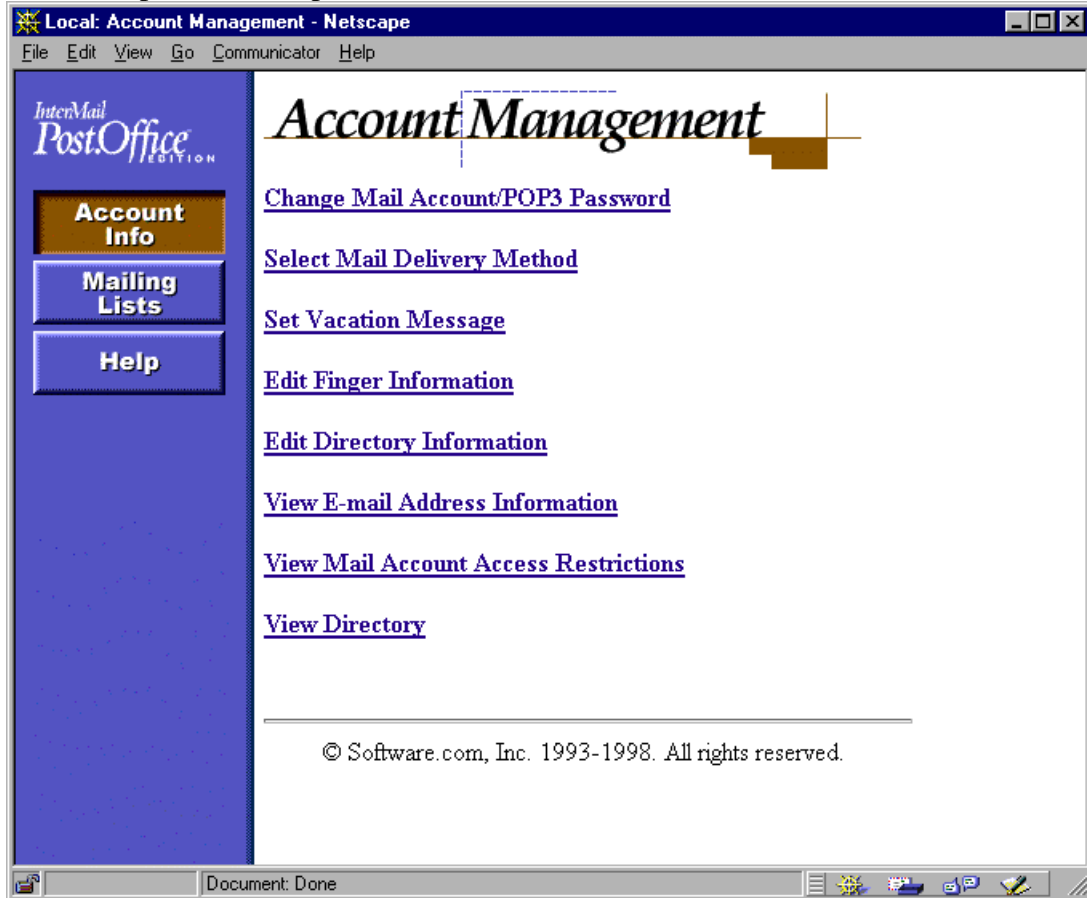 Local: Account Management - Netscape
File Edit View Go Communicator Help
InterMail
Post.Office
EDITION
Account
Info
Mailing
Lists
Help
Account Management
Change Mail Account/POP3 Password
Select Mail Delivery Method
Set Vacation Message
Edit Finger Information
Edit Directory Information
View E-mail Address Information
View Mail Account Access Restrictions
View Directory
© Software.com, Inc. 1993-1998. All rights reserved.
Document: Done